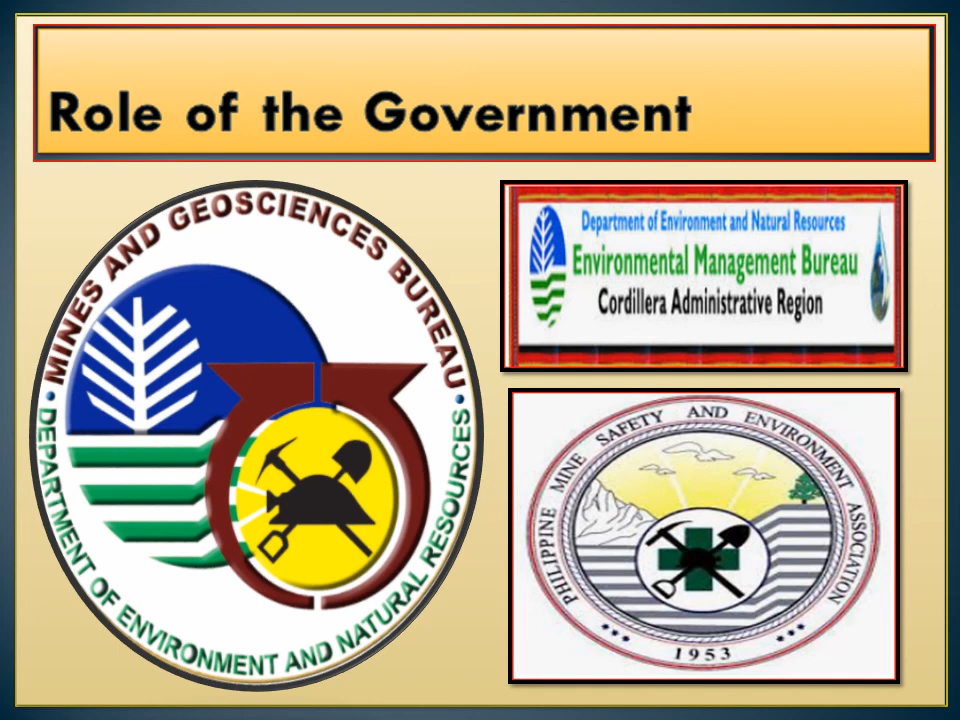 Role of the Government
MINES AND GEOSCIENCES BUREAU
DEPARTMENT OF ENVIRONMENT AND NATURAL RESOURCES
Department of Environment and Natural Resources
Environmental Management Bureau
Cordillera Administrative Region
PHILIPPINE MINE SAFETY AND ENVIRONMENT ASSOCIATION
1953